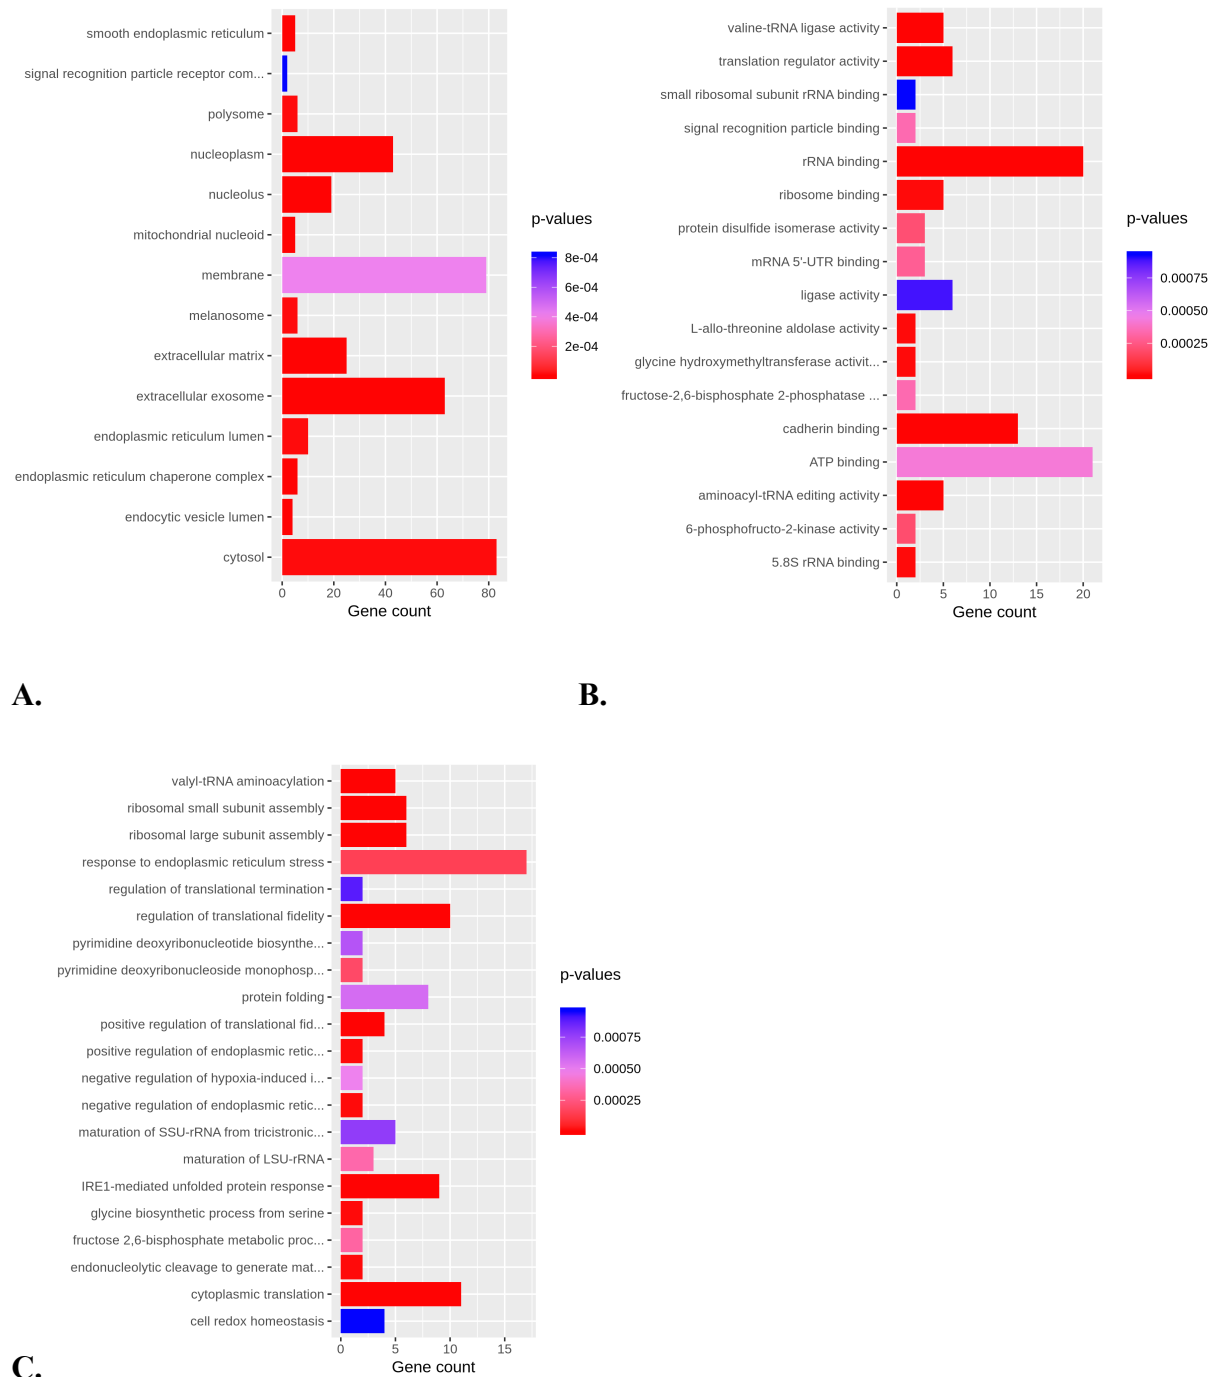 smooth endoplasmic reticulum
signal recognition particle receptor com...
polysome
nucleoplasm
nucleolus
mitochondrial nucleoid
membrane
melanosome
extracellular matrix
extracellular exosome
endoplasmic reticulum lumen
endoplasmic reticulum chaperone complex
endocytic vesicle lumen
cytosol
0 20 40 60 80
Gene count
p-values
8e-04
6e-04
4e-04
2e-04
A.
valine-tRNA ligase activity
translation regulator activity
small ribosomal subunit rRNA binding
signal recognition particle binding
rRNA binding
ribosome binding
protein disulfide isomerase activity
mRNA 5'-UTR binding
ligase activity
L-allo-threonine aldolase activity
glycine hydroxymethyltransferase activit...
fructose-2,6-bisphosphate 2-phosphatase ...
cadherin binding
ATP binding
aminoacyl-tRNA editing activity
6-phosphofructo-2-kinase activity
5.8S rRNA binding
0 5 10 15 20
Gene count
p-values
0.00075
0.00050
0.00025
B.
valyl-tRNA aminoacylation
ribosomal small subunit assembly
ribosomal large subunit assembly
response to endoplasmic reticulum stress
regulation of translational termination
regulation of translational fidelity
pyrimidine deoxyribonucleotide biosynthe...
pyrimidine deoxyribonucleoside monophosp...
protein folding
positive regulation of translational fid...
positive regulation of endoplasmic retic...
negative regulation of hypoxia-induced i...
negative regulation of endoplasmic retic...
maturation of SSU-rRNA from tricistronic...
maturation of LSU-rRNA
IRE1-mediated unfolded protein response
glycine biosynthetic process from serine
fructose 2,6-bisphosphate metabolic proc...
endonucleolytic cleavage to generate mat...
cytoplasmic translation
cell redox homeostasis
0 5 10 15
Gene count
p-values
0.00075
0.00050
0.00025
C.